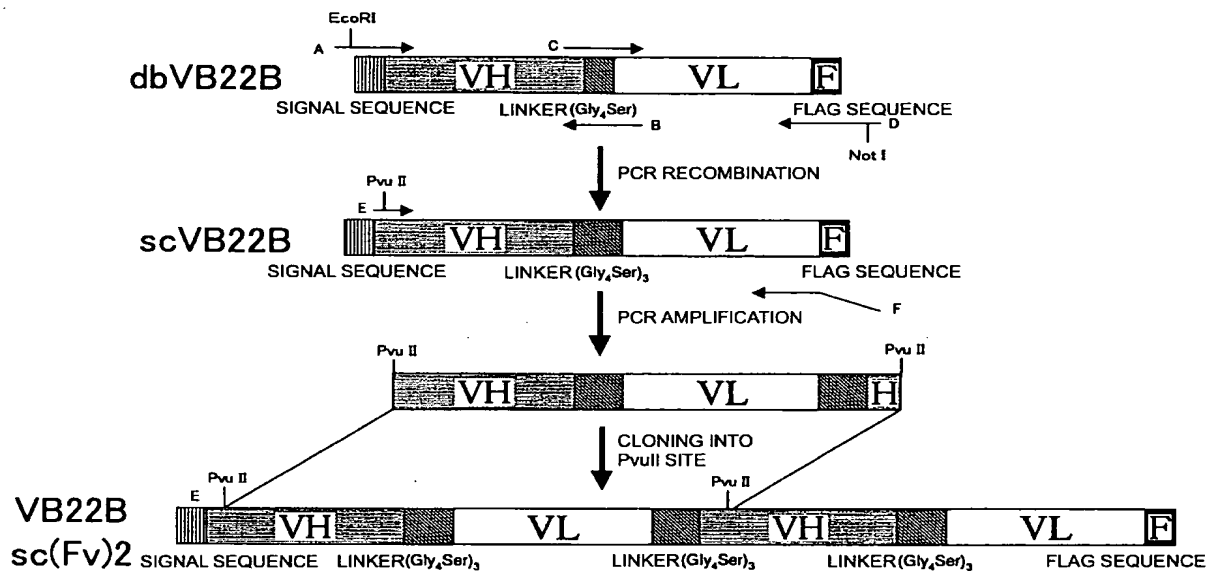 EcoRI
A
C
dbVB22B
VH
VL
F
SIGNAL SEQUENCE
LINKER(Gly₄Ser)
FLAG SEQUENCE
B
D
Not I
PCR RECOMBINATION
Pvu II
E
scVB22B
VH
VL
F
SIGNAL SEQUENCE
LINKER(Gly₄Ser)₃
FLAG SEQUENCE
F
PCR AMPLIFICATION
Pvu II
Pvu II
VH
VL
H
CLONING INTO
PvuII SITE
Pvu II
Pvu II
E
VB22B
sc(Fv)2
VH
VL
VH
VL
F
SIGNAL SEQUENCE
LINKER(Gly₄Ser)₃
LINKER(Gly₄Ser)₃
LINKER(Gly₄Ser)₃
FLAG SEQUENCE